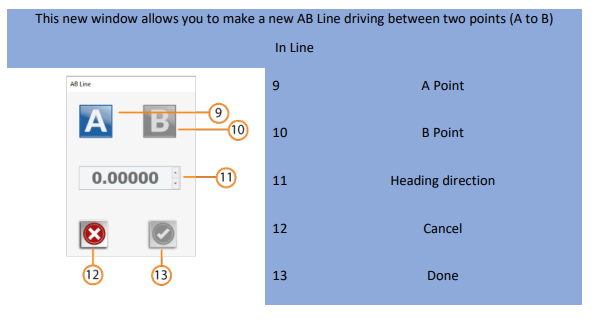 This new window allows you to make a new AB Line driving between two points (A to B)
In Line
AB Line
A
B
9
10
0.00000
11
12
13
9 A Point
10 B Point
11 Heading direction
12 Cancel
13 Done